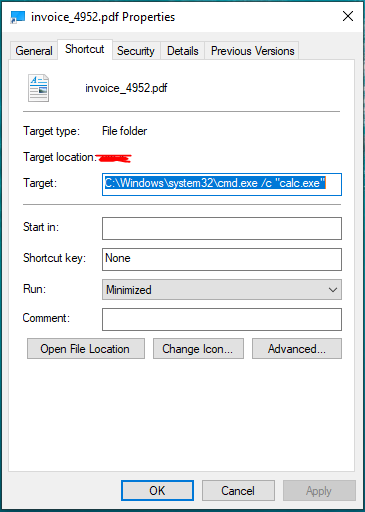 invoice_4952.pdf Properties
General Shortcut Security Details Previous Versions
invoice_4952.pdf
Target type: File folder
Target location:
Target: C:\Windows\system32\cmd.exe /c "calc.exe"
Start in:
Shortcut key: None
Run: Minimized
Comment:
Open File Location Change Icon... Advanced...
OK Cancel Apply